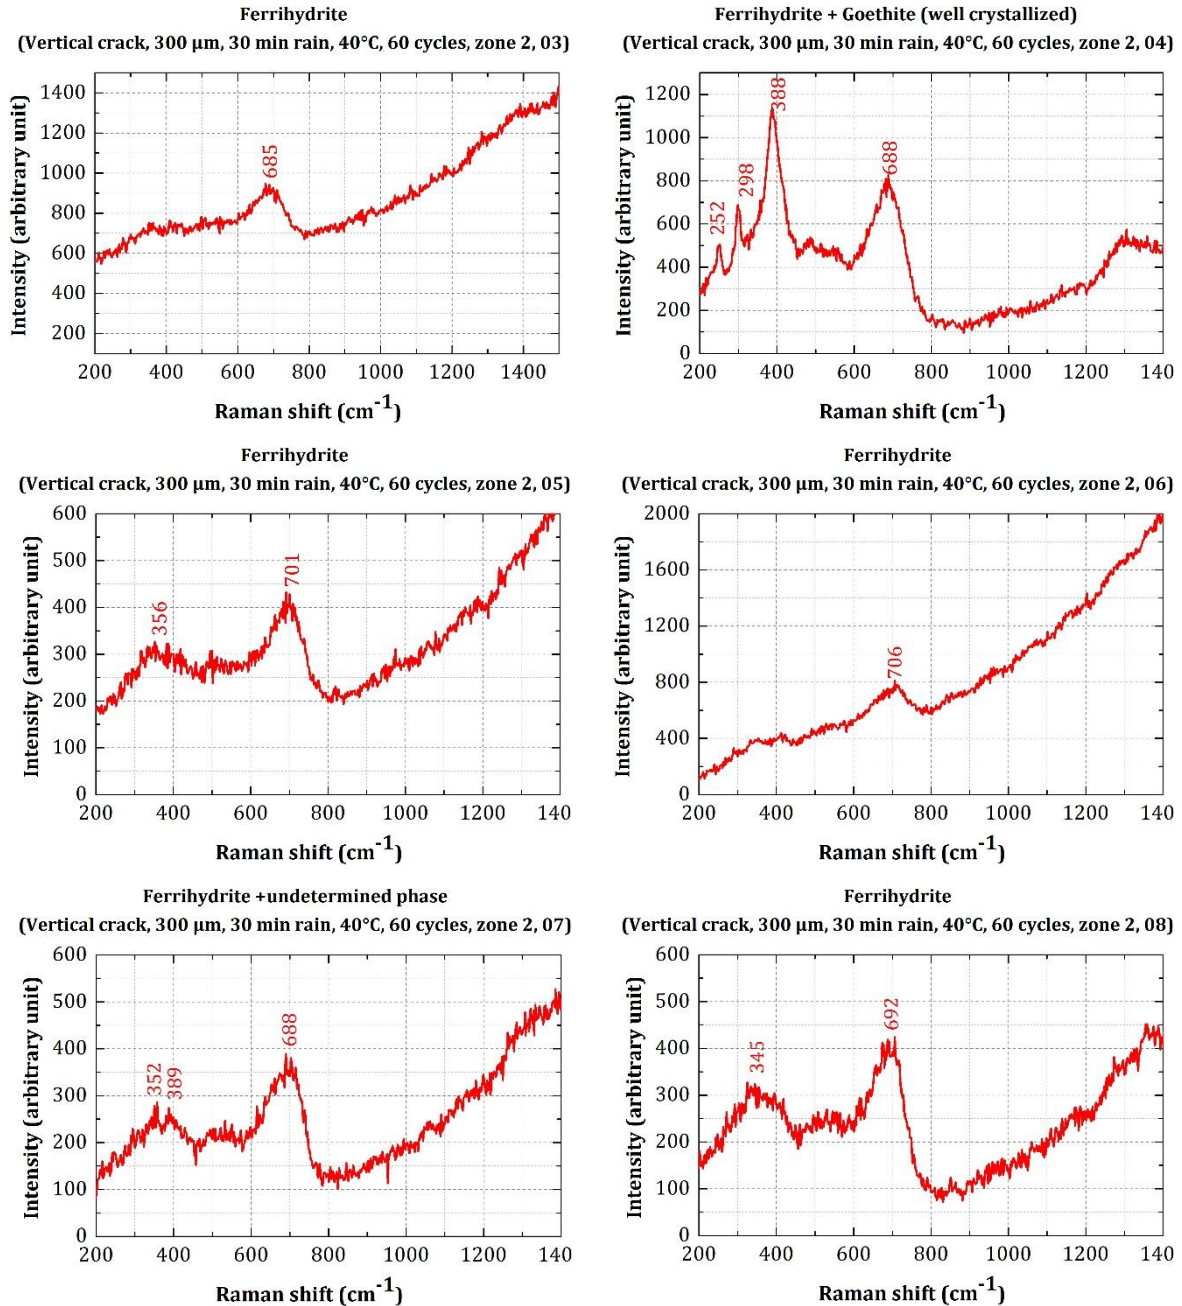 Ferrihydrite
(Vertical crack, 300 µm, 30 min rain, 40°C, 60 cycles, zone 2, 03)
1400
1200
1000
800
600
400
200
685
Intensity (arbitrary unit)
200 400 600 800 1000 1200 1400
Raman shift (cm-1)
Ferrihydrite + Goethite (well crystallized)
(Vertical crack, 300 µm, 30 min rain, 40°C, 60 cycles, zone 2, 04)
1200
1000
800
600
400
200
0
252
298
388
688
Intensity (arbitrary unit)
200 400 600 800 1000 1200 140
Raman shift (cm-1)
Ferrihydrite
(Vertical crack, 300 µm, 30 min rain, 40°C, 60 cycles, zone 2, 05)
600
500
400
300
200
100
0
356
701
Intensity (arbitrary unit)
200 400 600 800 1000 1200 140
Raman shift (cm-1)
Ferrihydrite
(Vertical crack, 300 µm, 30 min rain, 40°C, 60 cycles, zone 2, 06)
2000
1600
1200
800
400
0
706
Intensity (arbitrary unit)
200 400 600 800 1000 1200 140
Raman shift (cm-1)
Ferrihydrite +undetermined phase
(Vertical crack, 300 µm, 30 min rain, 40°C, 60 cycles, zone 2, 07)
600
500
400
300
200
100
0
352
389
688
Intensity (arbitrary unit)
200 400 600 800 1000 1200 140
Raman shift (cm-1)
Ferrihydrite
(Vertical crack, 300 µm, 30 min rain, 40°C, 60 cycles, zone 2, 08)
600
500
400
300
200
100
0
345
692
Intensity (arbitrary unit)
200 400 600 800 1000 1200 140
Raman shift (cm-1)